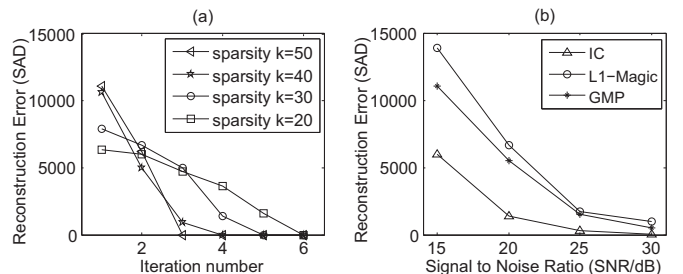 (a)
Reconstruction Error (SAD)
15000
10000
5000
0
sparsity k=50
sparsity k=40
sparsity k=30
sparsity k=20
2
4
6
Iteration number
(b)
Reconstruction Error (SAD)
15000
10000
5000
0
IC
L1−Magic
GMP
15
20
25
30
Signal to Noise Ratio (SNR/dB)